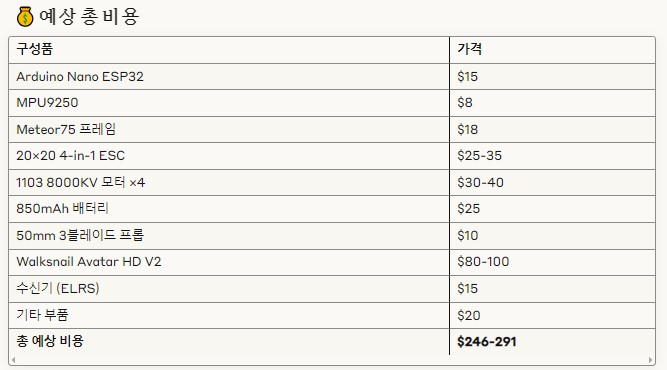 예상 총 비용
구성품 가격
Arduino Nano ESP32 $15
MPU9250 $8
Meteor75 프레임 $18
20×20 4-in-1 ESC $25-35
1103 8000KV 모터 ×4 $30-40
850mAh 배터리 $25
50mm 3블레이드 프롭 $10
Walksnail Avatar HD V2 $80-100
수신기 (ELRS) $15
기타 부품 $20
총 예상 비용 $246-291